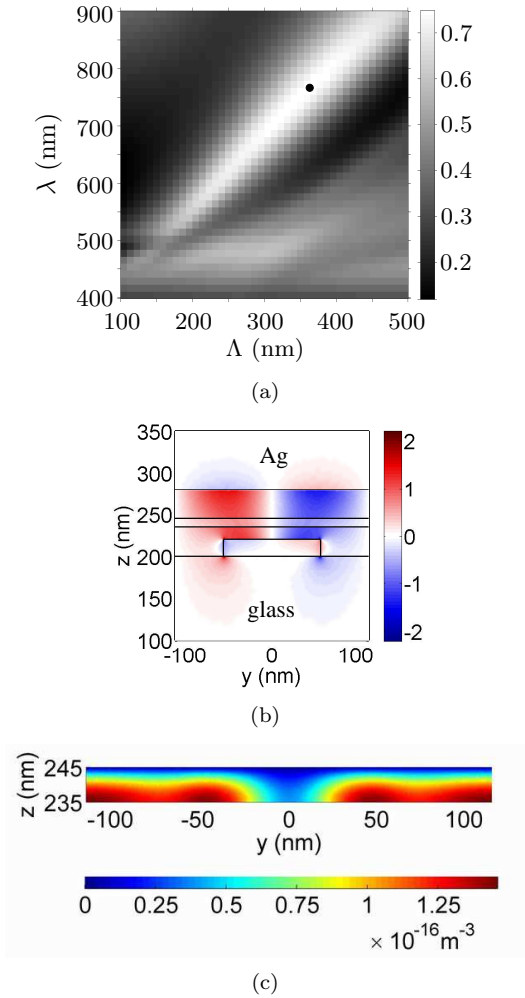 900
800
700
600
500
400
λ (nm)
100 200 300 400 500
Λ (nm)
0.7
0.6
0.5
0.4
0.3
0.2
(a)
350
300
250
200
150
100
z (nm)
Ag
glass
-100 0 100
y (nm)
2
1
0
-1
-2
(b)
z (nm)
245
235
-100 -50 0 50 100
y (nm)
0 0.25 0.5 0.75 1 1.25
× 10⁻¹⁶m⁻³
(c)